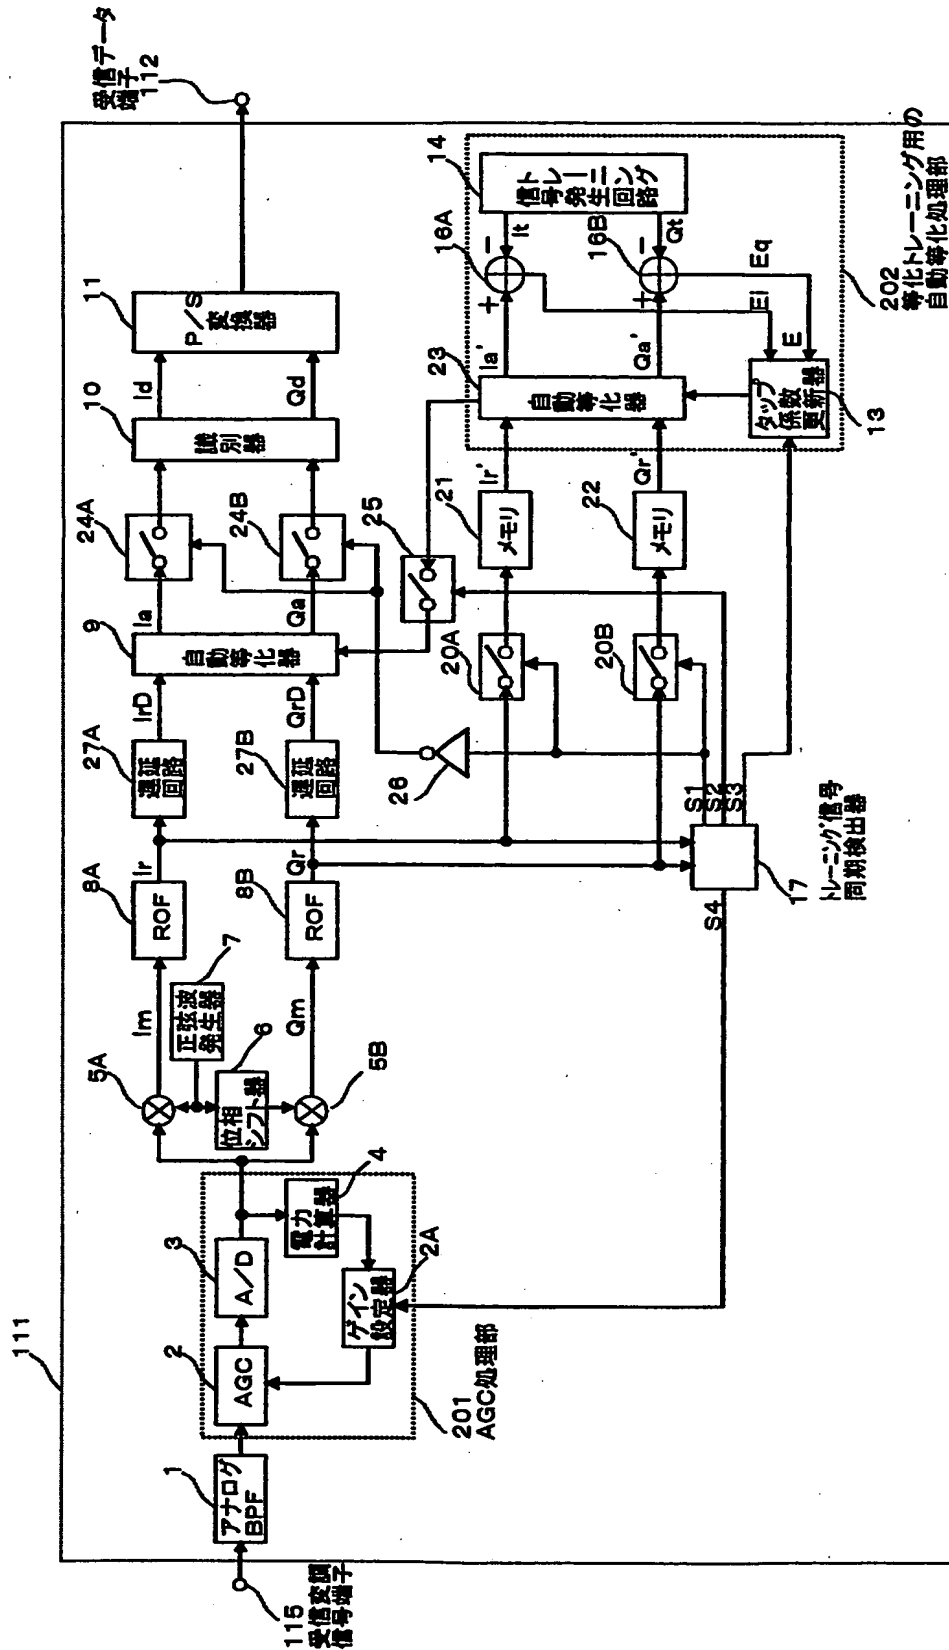 111
115
受信変調
信号端子
1
アナログ
BPF
2
AGC
3
A/D
4
電力
計算器
2A
ゲイン
設定器
201
AGC処理部
5A
5B
7
正弦波
発生器
6
位相
シフト器
Im
Qm
8A
ROF
8B
ROF
Ir
Qr
27A
遅延
回路
27B
遅延
回路
IrD
QrD
9
自動等化器
Ia
Qa
24A
24B
25
26
10
識別器
Id
Qd
11
P/S
変換器
受信データ
端子
112
20A
20B
21
メモリ
22
メモリ
Ir'
Qr'
23
自動等化器
Ia'
Qa'
+
+
−
−
16A
16B
It
Qt
14
トレーニング
信号発生回路
Ei
Eq
E
タップ
係数
更新器
13
202
等化トレーニング用の
自動等化処理部
S1
S2
S3
S4
17
トレーニング信号
同期検出器